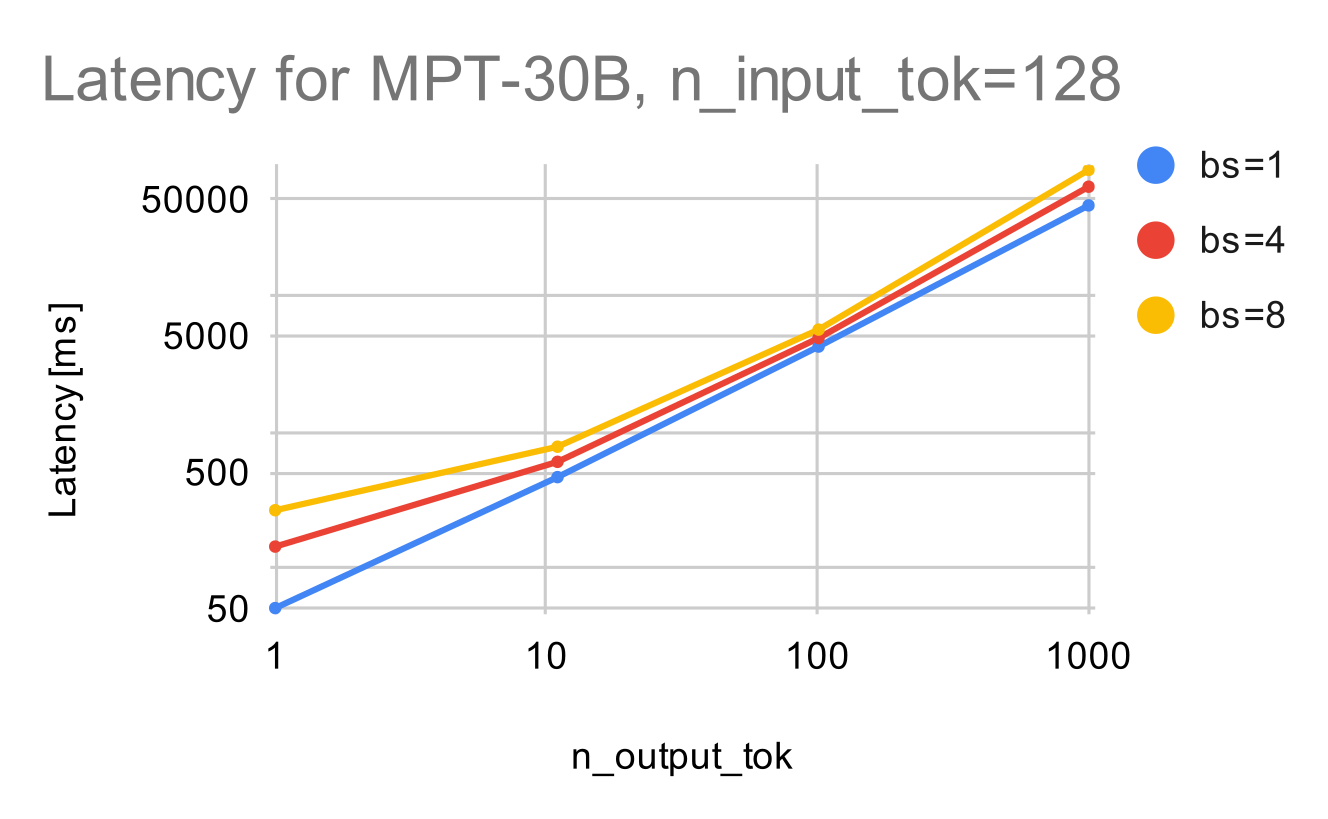 Latency for MPT-30B, n_input_tok=128
bs=1
bs=4
bs=8
Latency[ms]
50000
5000
500
50
1
10
100
1000
n_output_tok